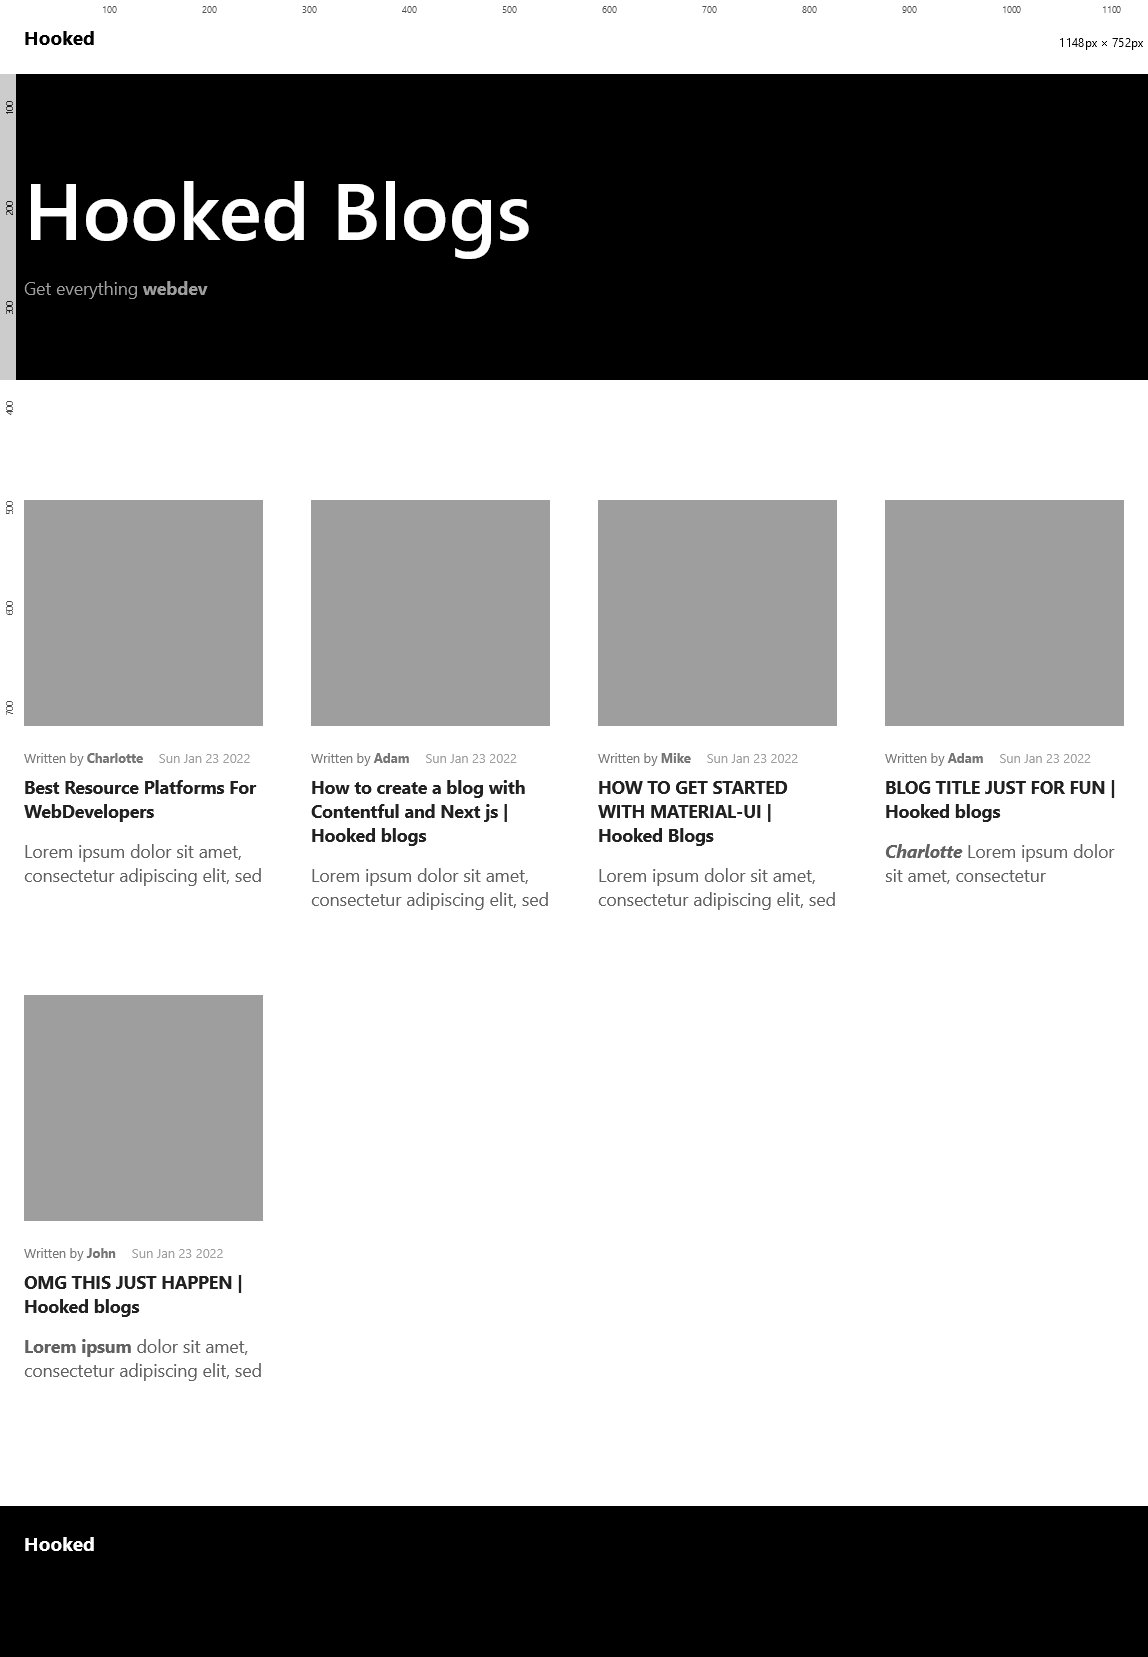 100 200 300 400 500 600 700 800 900 1000 1100
Hooked
1148px × 752px
100
Hooked Blogs
200
Get everything webdev
300
400
500
600
700
Written by Charlotte Sun Jan 23 2022
Best Resource Platforms For
WebDevelopers
Lorem ipsum dolor sit amet,
consectetur adipiscing elit, sed
Written by Adam Sun Jan 23 2022
How to create a blog with
Contentful and Next js |
Hooked blogs
Lorem ipsum dolor sit amet,
consectetur adipiscing elit, sed
Written by Mike Sun Jan 23 2022
HOW TO GET STARTED
WITH MATERIAL-UI |
Hooked Blogs
Lorem ipsum dolor sit amet,
consectetur adipiscing elit, sed
Written by Adam Sun Jan 23 2022
BLOG TITLE JUST FOR FUN |
Hooked blogs
Charlotte Lorem ipsum dolor
sit amet, consectetur
Written by John Sun Jan 23 2022
OMG THIS JUST HAPPEN |
Hooked blogs
Lorem ipsum dolor sit amet,
consectetur adipiscing elit, sed
Hooked